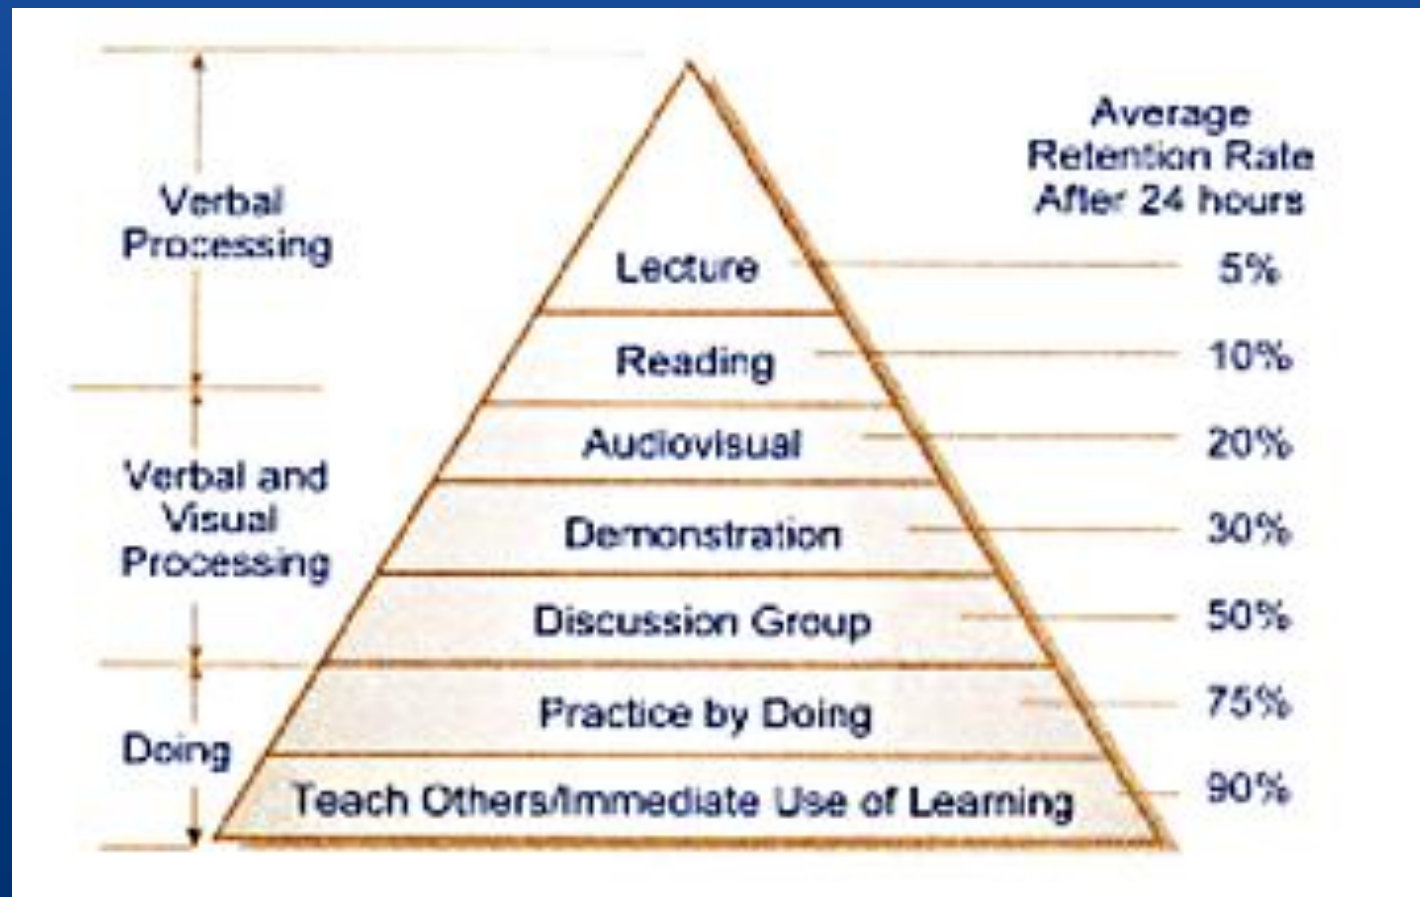 Average
Retention Rate
After 24 hours
Verbal
Processing
Lecture
5%
Reading
10%
Audiovisual
20%
Verbal and
Visual
Processing
Demonstration
30%
Discussion Group
50%
Practice by Doing
75%
Doing
Teach Others/Immediate Use of Learning
90%